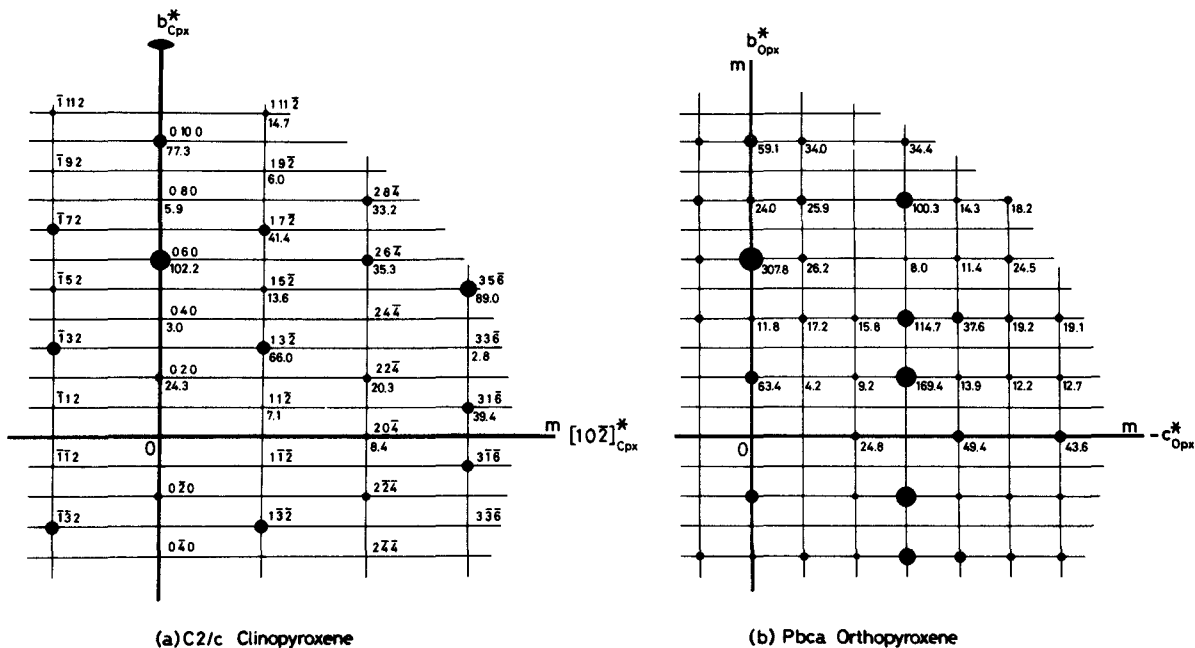 b*Cpx
1̄ 11 2
1 11 2̄
14.7
0 10 0
77.3
1̄ 9 2
1 9 2̄
6.0
0 8 0
5.9
2 8 4̄
33.2
1̄ 7 2
1 7 2̄
41.4
0 6 0
102.2
2 6 4̄
35.3
1̄ 5 2
1 5 2̄
13.6
3 5 6̄
89.0
0 4 0
3.0
2 4 4̄
1̄ 3 2
1 3 2̄
66.0
3 3 6̄
2.8
0 2 0
24.3
2 2 4̄
20.3
1̄ 1 2
1 1 2̄
7.1
3 1 6̄
39.4
0
2 0 4̄
8.4
m [10 2̄]*Cpx
1̄ 1̄ 2
1 1̄ 2̄
3 1̄ 6̄
0 2̄ 0
2 2̄ 4̄
1̄ 3̄ 2
1 3̄ 2̄
3 3̄ 6̄
0 4̄ 0
2 4̄ 4̄
(a) C2/c Clinopyroxene
b*Opx
m
59.1 34.0 34.4
24.0 25.9 100.3 14.3 18.2
307.8 26.2 8.0 11.4 24.5
11.8 17.2 15.8 114.7 37.6 19.2 19.1
63.4 4.2 9.2 169.4 13.9 12.2 12.7
0 24.8 49.4 43.6
m -c*Opx
(b) Pbca Orthopyroxene